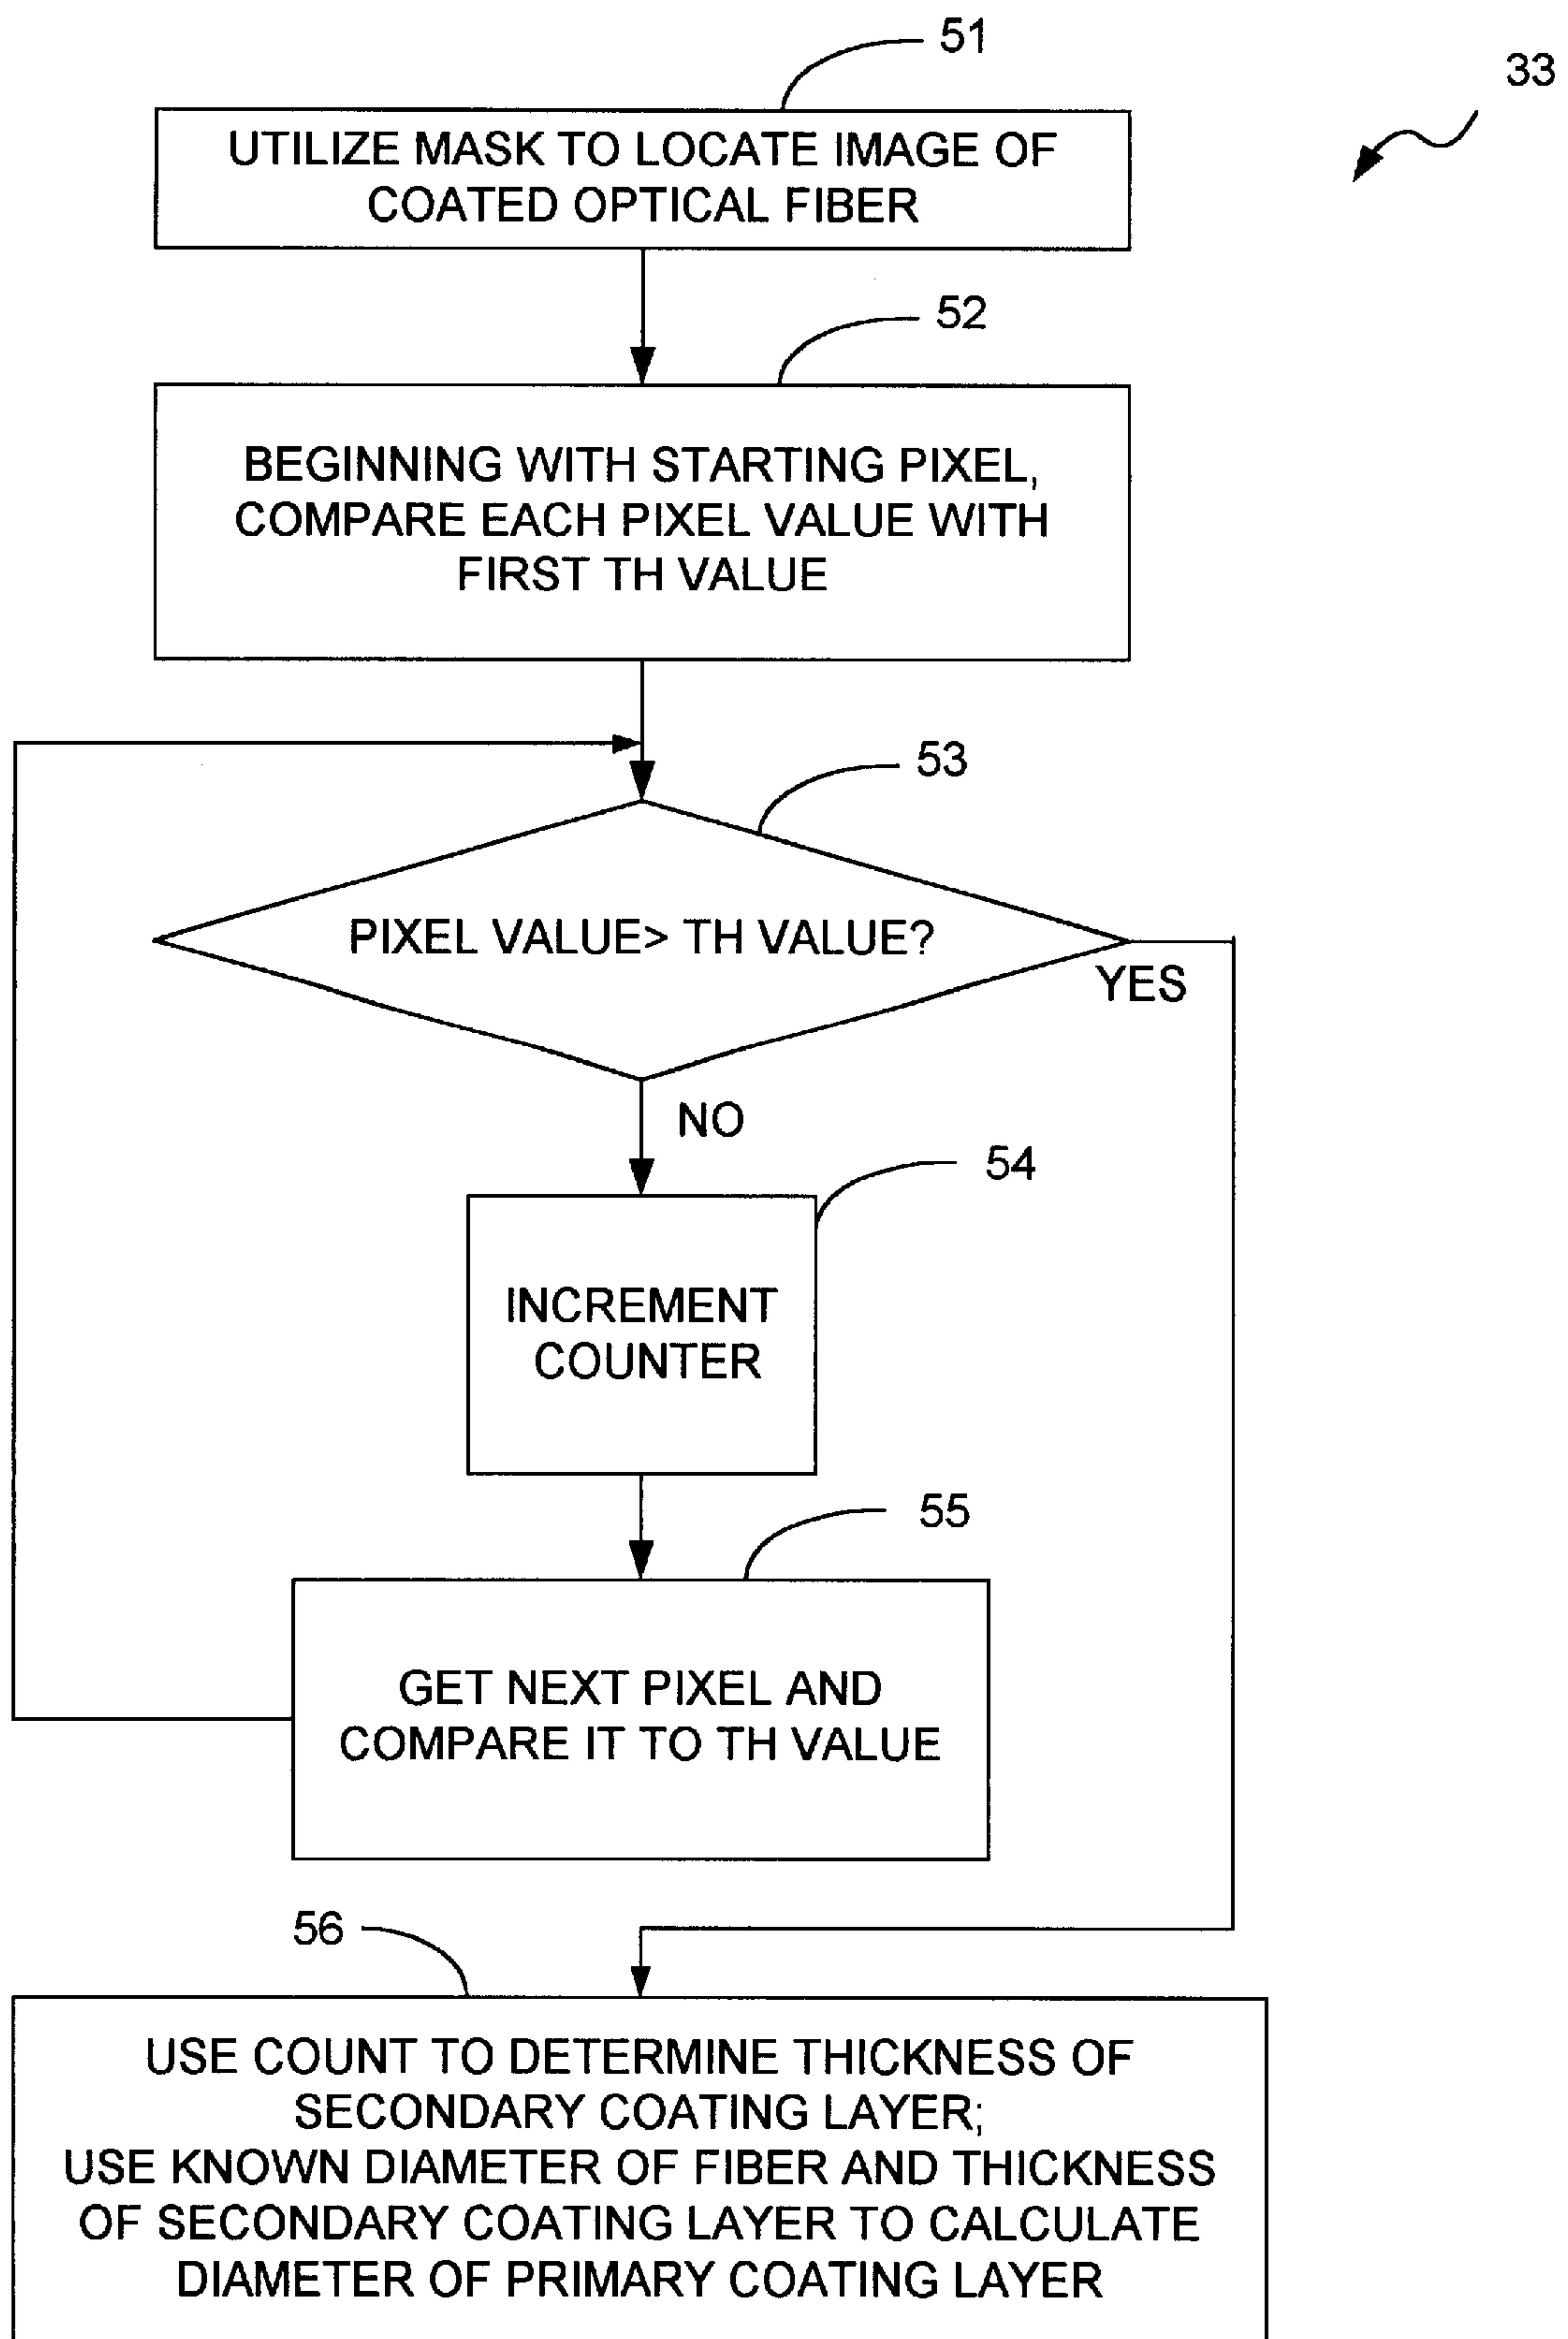 51
33
UTILIZE MASK TO LOCATE IMAGE OF
COATED OPTICAL FIBER
52
BEGINNING WITH STARTING PIXEL,
COMPARE EACH PIXEL VALUE WITH
FIRST TH VALUE
53
PIXEL VALUE> TH VALUE?
YES
NO
54
INCREMENT
COUNTER
55
GET NEXT PIXEL AND
COMPARE IT TO TH VALUE
56
USE COUNT TO DETERMINE THICKNESS OF
SECONDARY COATING LAYER;
USE KNOWN DIAMETER OF FIBER AND THICKNESS
OF SECONDARY COATING LAYER TO CALCULATE
DIAMETER OF PRIMARY COATING LAYER